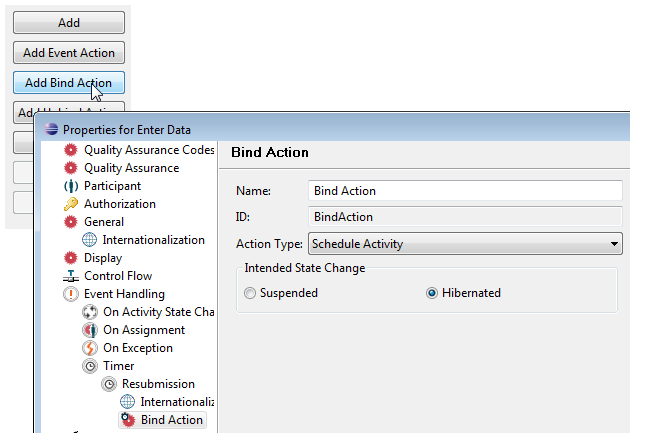 Add
Add Event Action
Add Bind Action
Properties for Enter Data
Quality Assurance Codes
Quality Assurance
Participant
Authorization
General
Internationalization
Display
Control Flow
Event Handling
On Activity State Cha
On Assignment
On Exception
Timer
Resubmission
Internationaliz
Bind Action
Bind Action
Name: Bind Action
ID: BindAction
Action Type: Schedule Activity
Intended State Change
Suspended Hibernated